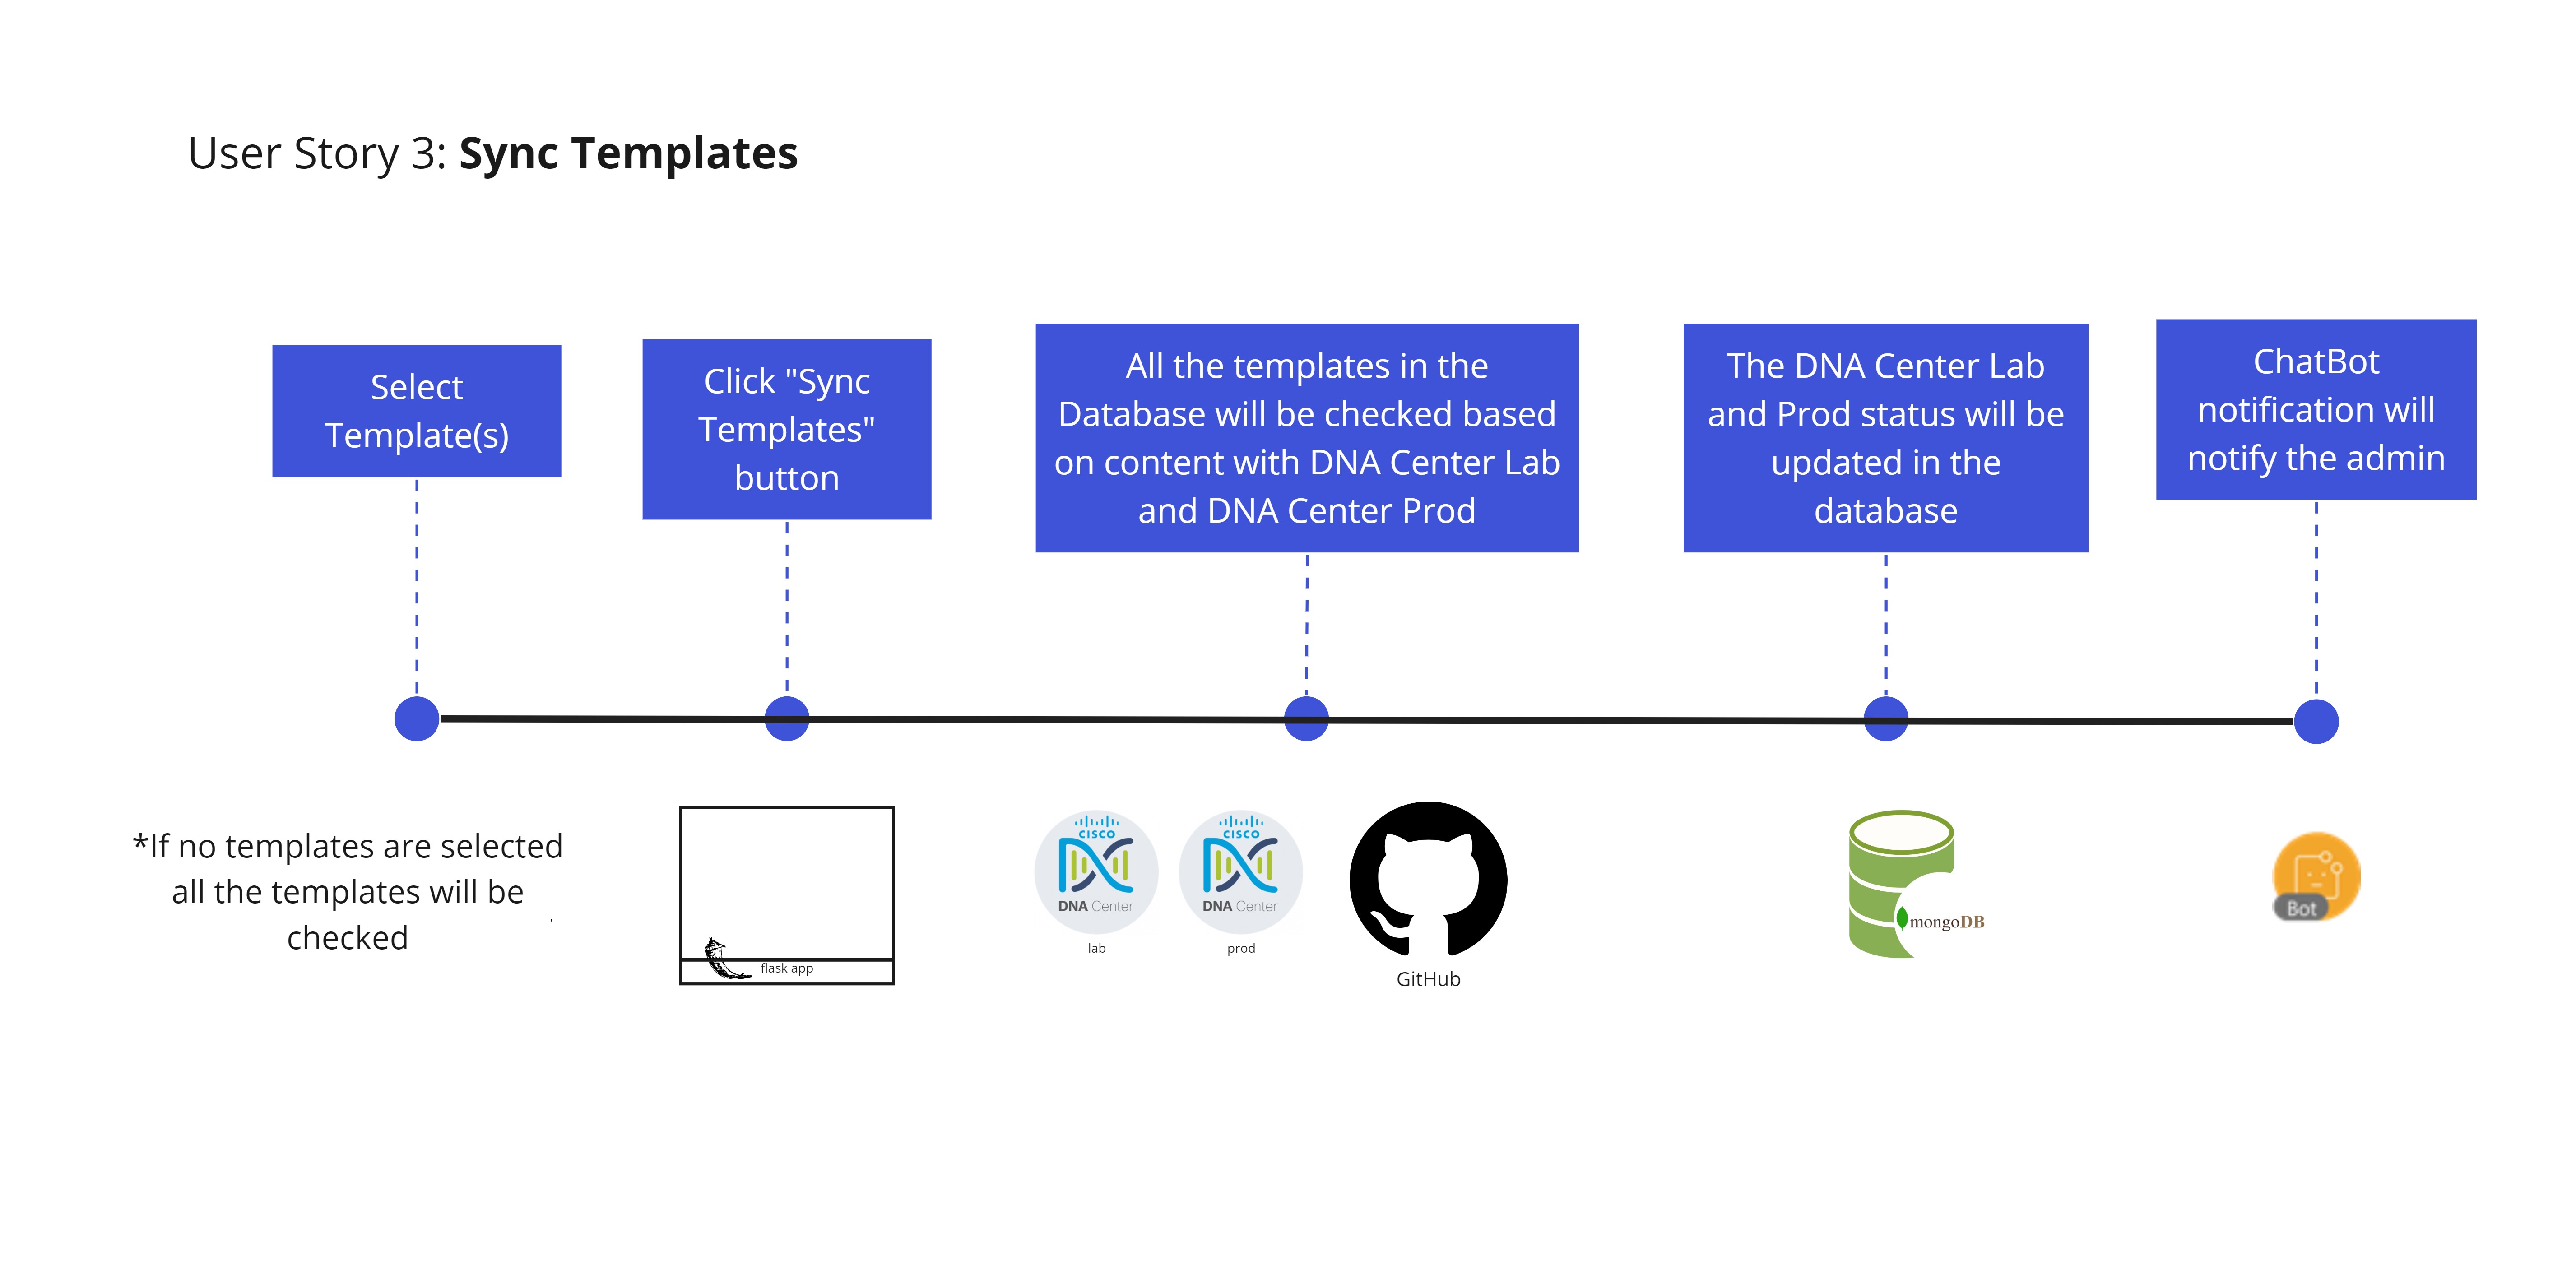 User Story 3: Sync Templates
Select
Template(s)
Click "Sync
Templates"
button
All the templates in the
Database will be checked based
on content with DNA Center Lab
and DNA Center Prod
The DNA Center Lab
and Prod status will be
updated in the
database
ChatBot
notification will
notify the admin
*If no templates are selected
all the templates will be
checked
'
flask app
CISCO
DNA Center
lab
CISCO
DNA Center
prod
GitHub
mongoDB
Bot